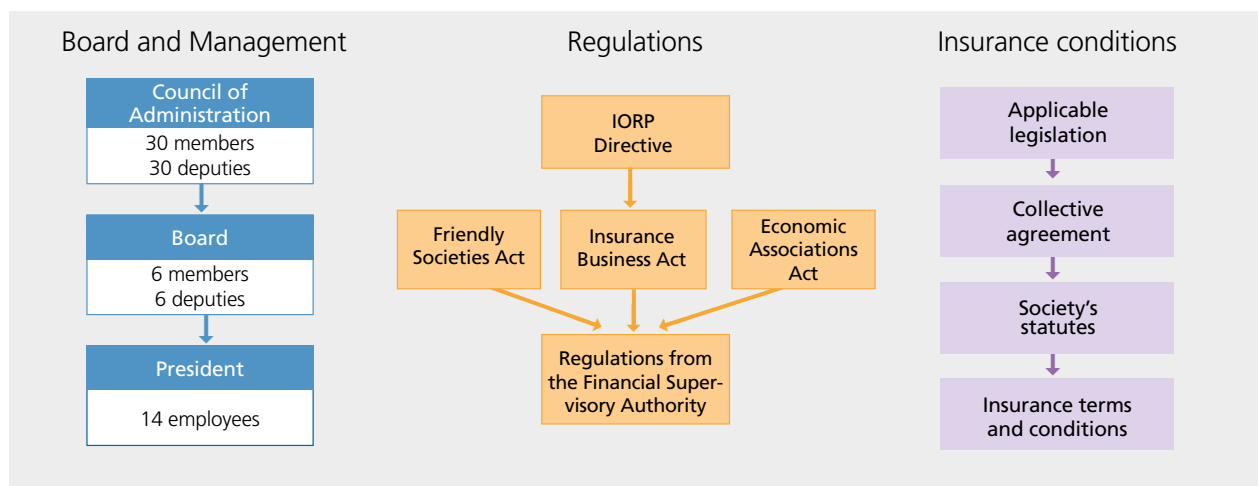 Board and Management
Council of
Administration
30 members
30 deputies
Board
6 members
6 deputies
President
14 employees
Regulations
IORP
Directive
Friendly
Societies Act
Insurance
Business Act
Economic
Associations
Act
Regulations from
the Financial Super-
visory Authority
Insurance conditions
Applicable
legislation
Collective
agreement
Society’s
statutes
Insurance terms
and conditions